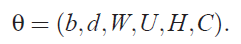 θ = (b,d,W,U,H,C).